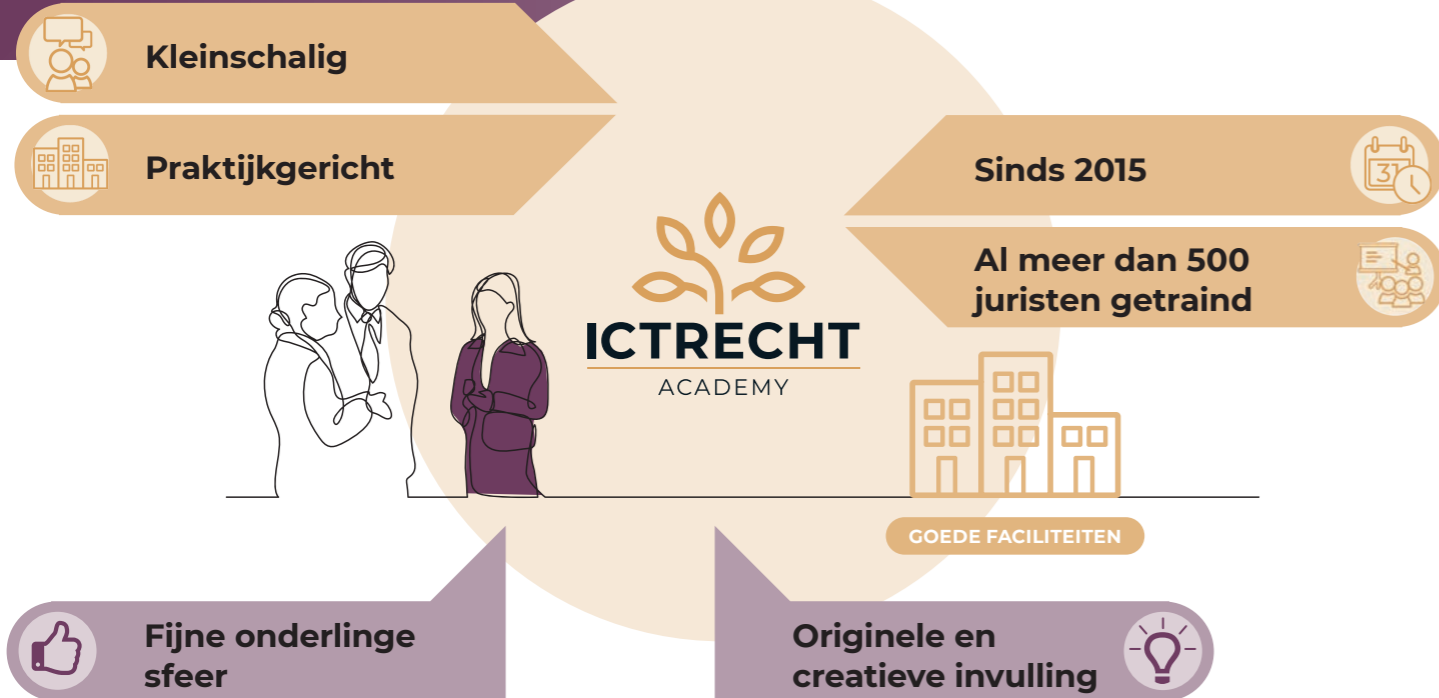 Kleinschalig
Praktijkgericht
Sinds 2015
31
Al meer dan 500
juristen getraind
ICTRECHT
ACADEMY
GOEDE FACILITEITEN
Fijne onderlinge
sfeer
Originele en
creatieve invulling